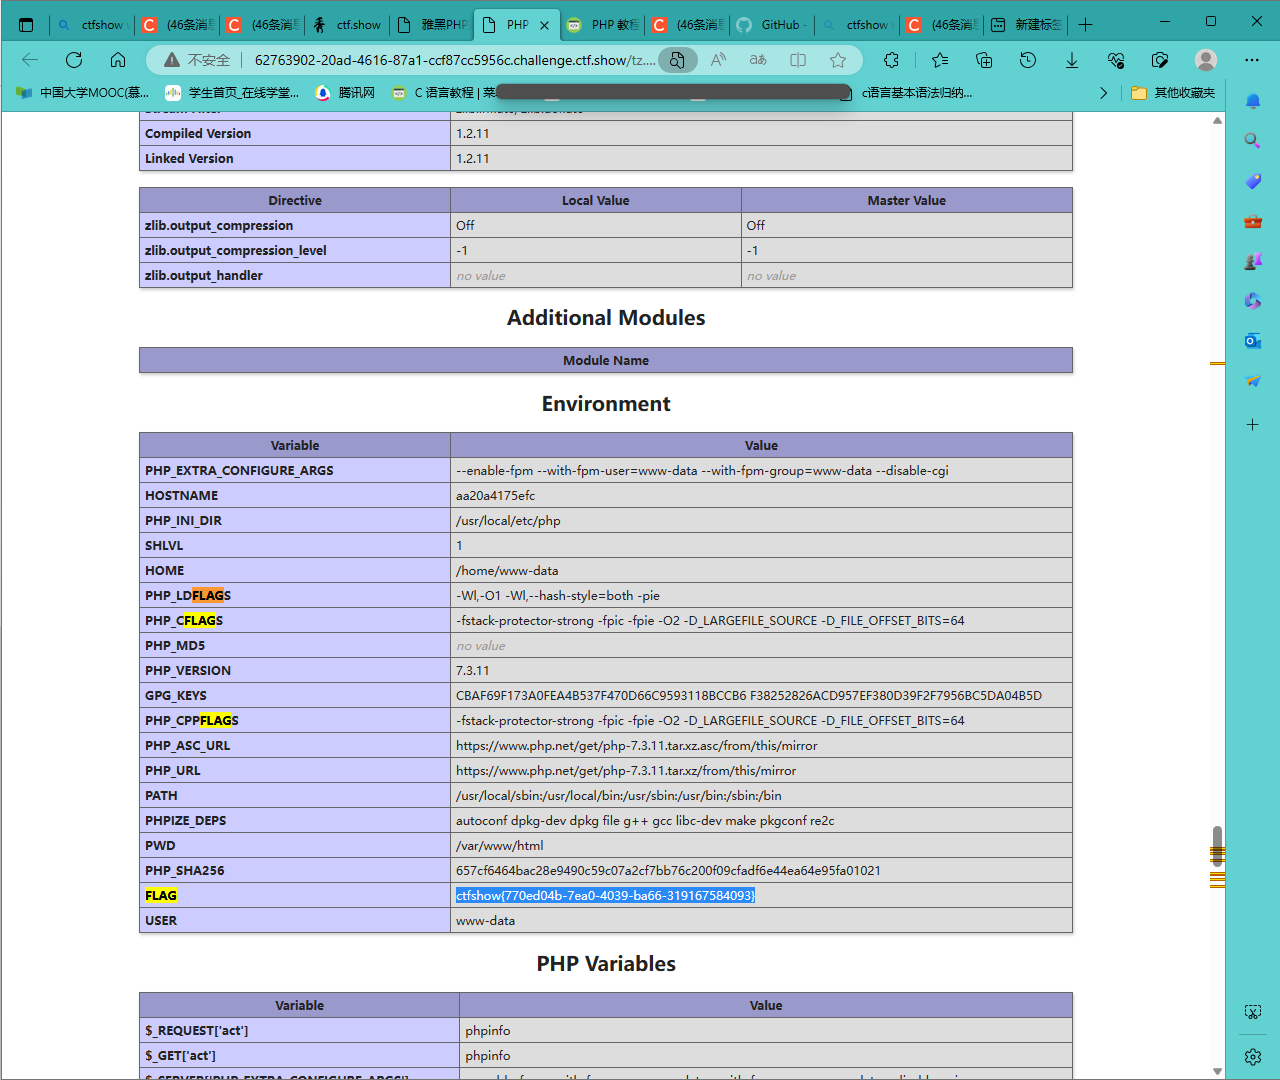 ctfshow
(46条消息
(46条消息
ctf.show
雅黑PHP
PHP
PHP 教程
(46条消息
GitHub -
ctfshow
(46条消息
新建标签
不安全
62763902-20ad-4616-87a1-ccf87cc5956c.challenge.ctf.show/tz....
中国大学MOOC(慕...
学生首页_在线学堂...
腾讯网
C 语言教程 | 菜
c语言基本语法归纳...
其他收藏夹
Compiled Version 1.2.11
Linked Version 1.2.11
Directive Local Value Master Value
zlib.output_compression Off Off
zlib.output_compression_level -1 -1
zlib.output_handler no value no value
Additional Modules
Module Name
Environment
Variable Value
PHP_EXTRA_CONFIGURE_ARGS --enable-fpm --with-fpm-user=www-data --with-fpm-group=www-data --disable-cgi
HOSTNAME aa20a4175efc
PHP_INI_DIR /usr/local/etc/php
SHLVL 1
HOME /home/www-data
PHP_LDFLAGS -Wl,-O1 -Wl,--hash-style=both -pie
PHP_CFLAGS -fstack-protector-strong -fpic -fpie -O2 -D_LARGEFILE_SOURCE -D_FILE_OFFSET_BITS=64
PHP_MD5 no value
PHP_VERSION 7.3.11
GPG_KEYS CBAF69F173A0FEA4B537F470D66C9593118BCCB6 F38252826ACD957EF380D39F2F7956BC5DA04B5D
PHP_CPPFLAGS -fstack-protector-strong -fpic -fpie -O2 -D_LARGEFILE_SOURCE -D_FILE_OFFSET_BITS=64
PHP_ASC_URL https://www.php.net/get/php-7.3.11.tar.xz.asc/from/this/mirror
PHP_URL https://www.php.net/get/php-7.3.11.tar.xz/from/this/mirror
PATH /usr/local/sbin:/usr/local/bin:/usr/sbin:/usr/bin:/sbin:/bin
PHPIZE_DEPS autoconf dpkg-dev dpkg file g++ gcc libc-dev make pkgconf re2c
PWD /var/www/html
PHP_SHA256 657cf6464bac28e9490c59c07a2cf7bb76c200f09cfadf6e44ea64e95fa01021
FLAG ctfshow{770ed04b-7ea0-4039-ba66-319167584093}
USER www-data
PHP Variables
Variable Value
$_REQUEST['act'] phpinfo
$_GET['act'] phpinfo